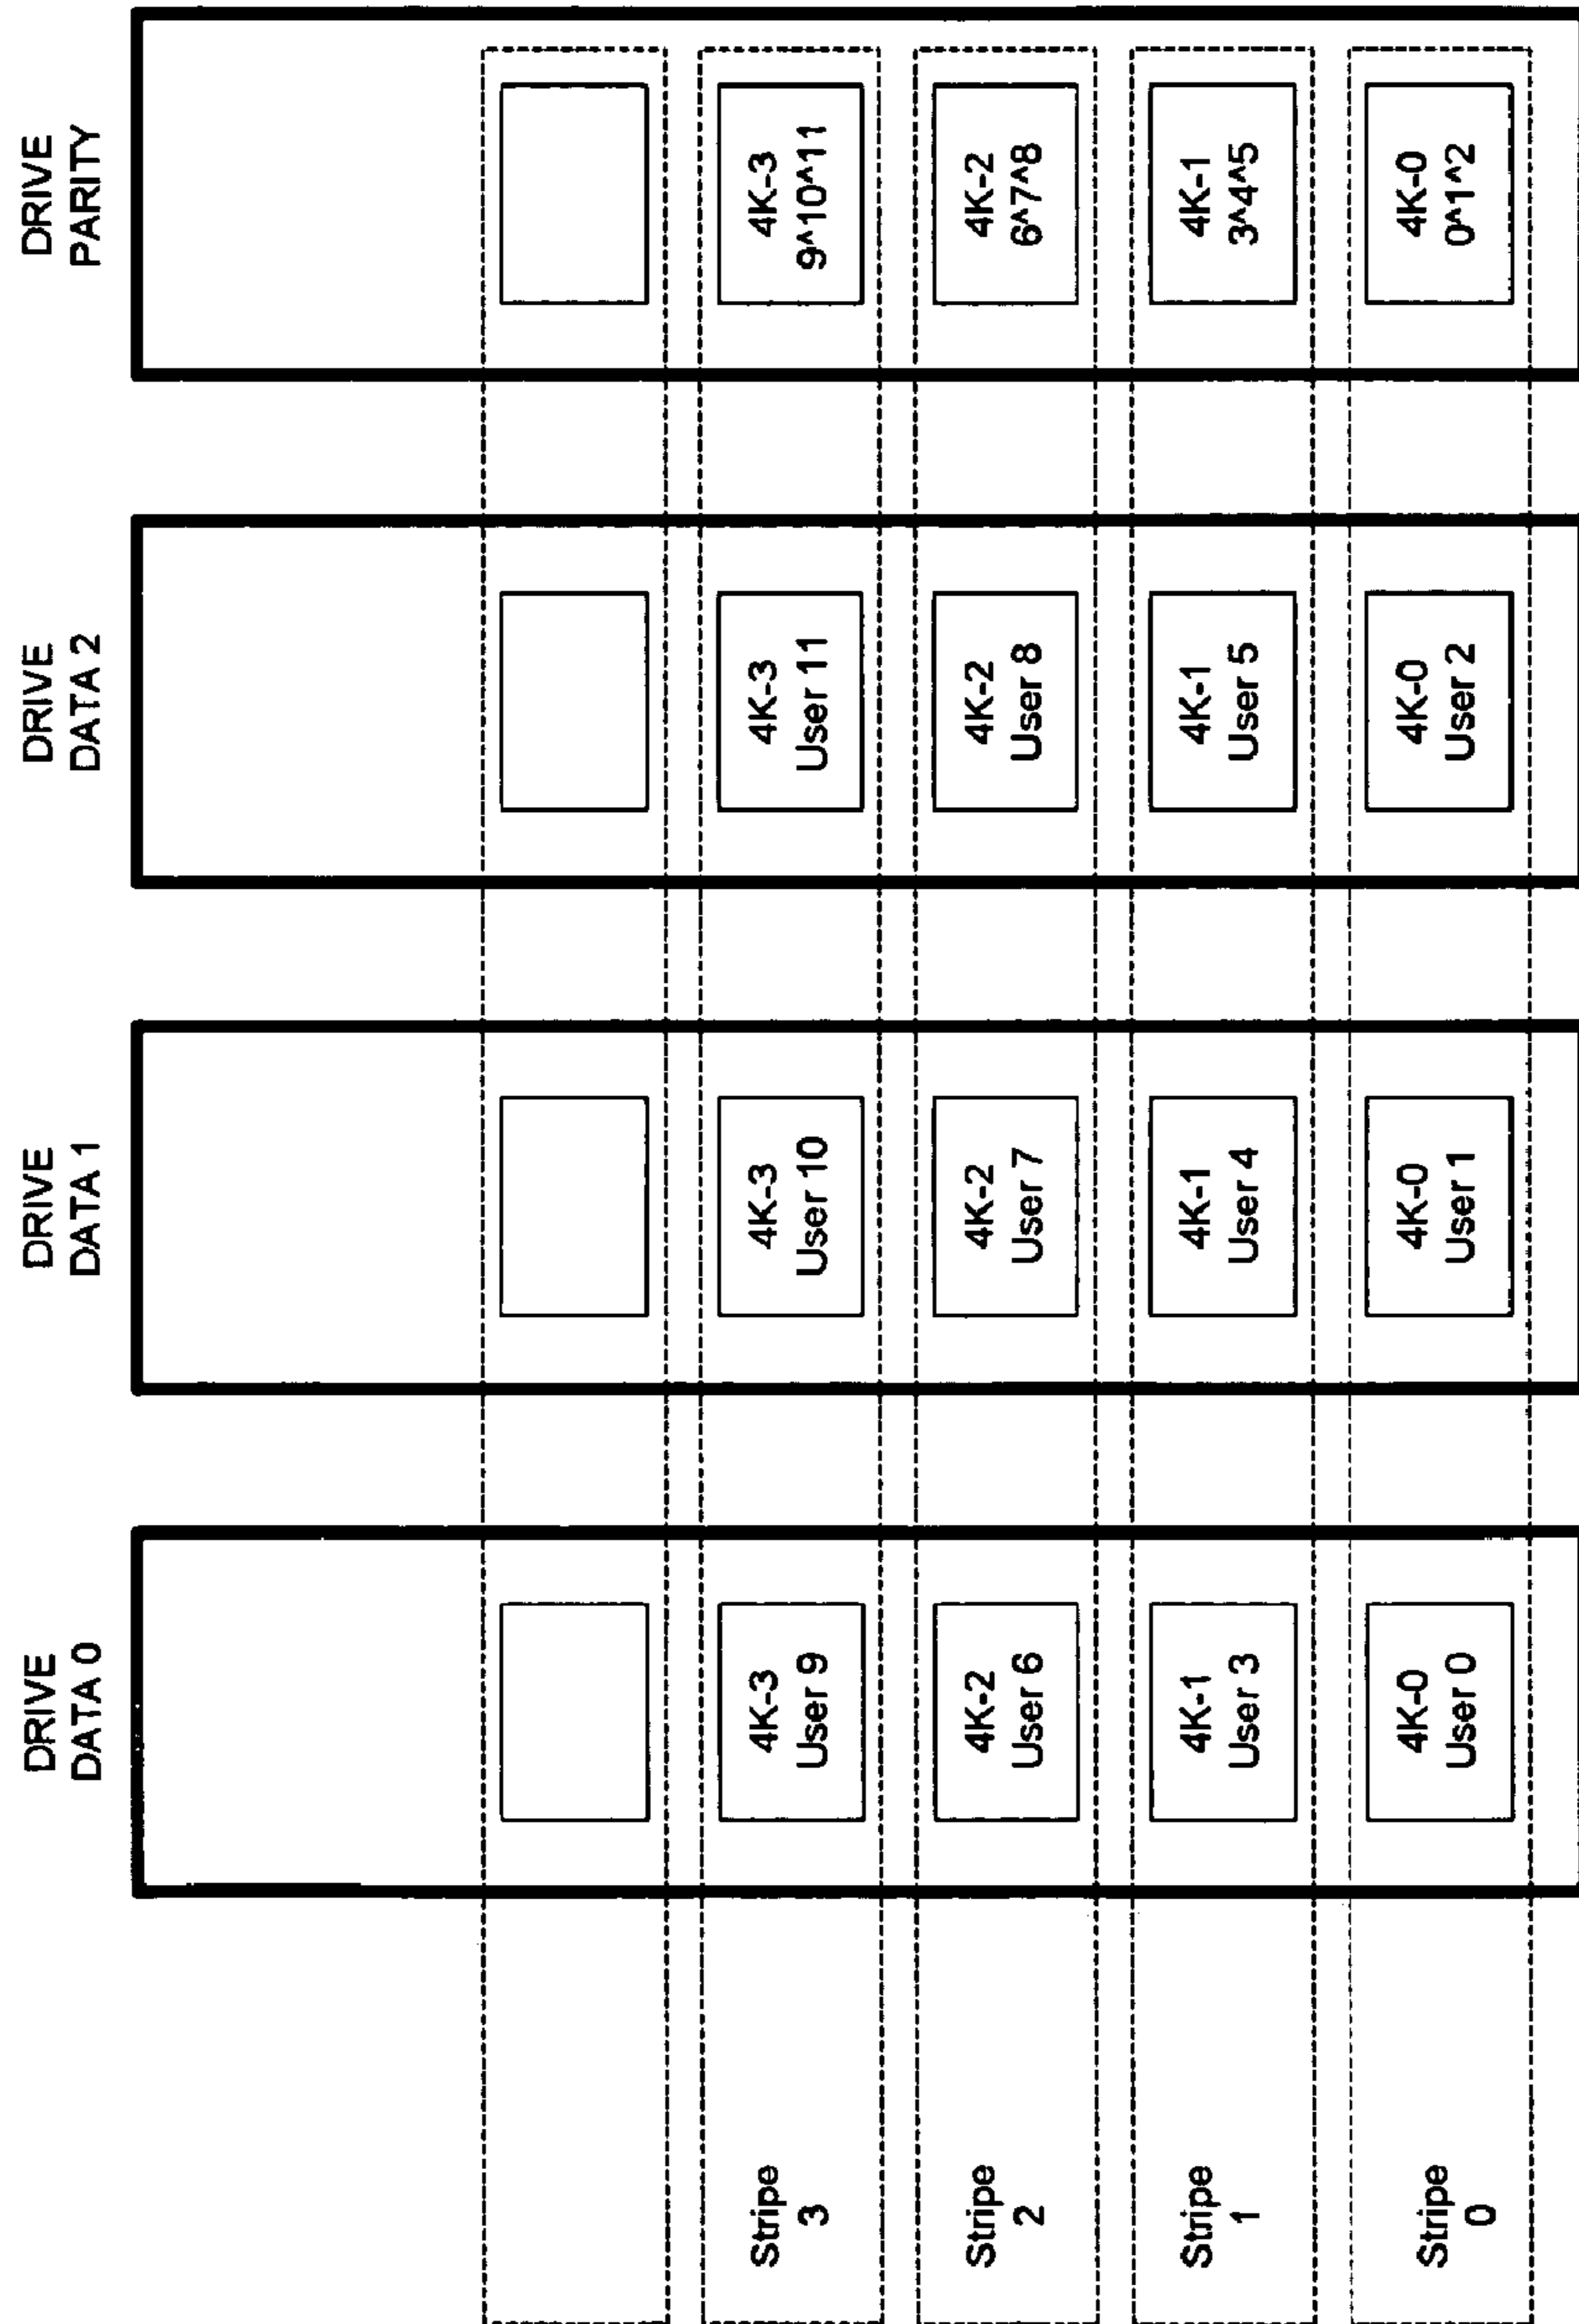 DRIVE
DATA 0
DRIVE
DATA 1
DRIVE
DATA 2
DRIVE
PARITY
Stripe
3
4K-3
User 9
4K-3
User 10
4K-3
User 11
4K-3
9^10^11
Stripe
2
4K-2
User 6
4K-2
User 7
4K-2
User 8
4K-2
6^7^8
Stripe
1
4K-1
User 3
4K-1
User 4
4K-1
User 5
4K-1
3^4^5
Stripe
0
4K-0
User 0
4K-0
User 1
4K-0
User 2
4K-0
0^1^2